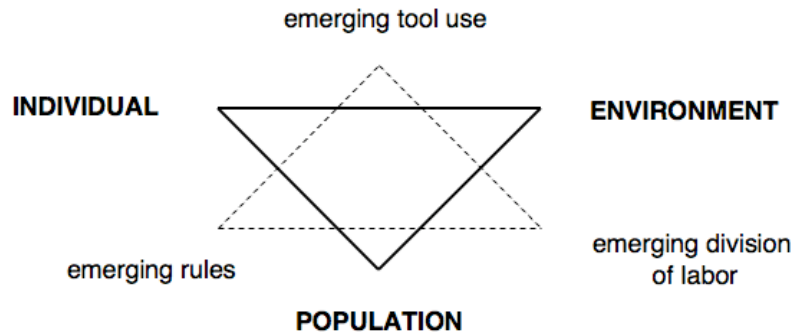 emerging tool use
INDIVIDUAL
ENVIRONMENT
emerging rules
emerging division
of labor
POPULATION